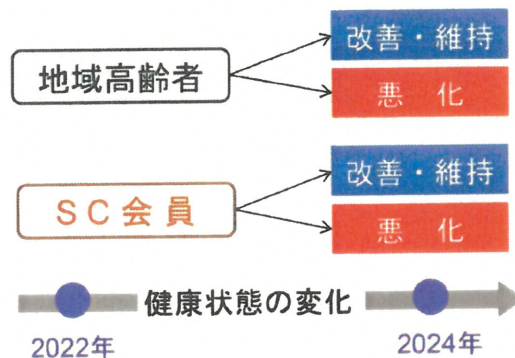 改善・維持
地域高齢者
悪 化
改善・維持
SC会員
悪 化
健康状態の変化
2022年
2024年